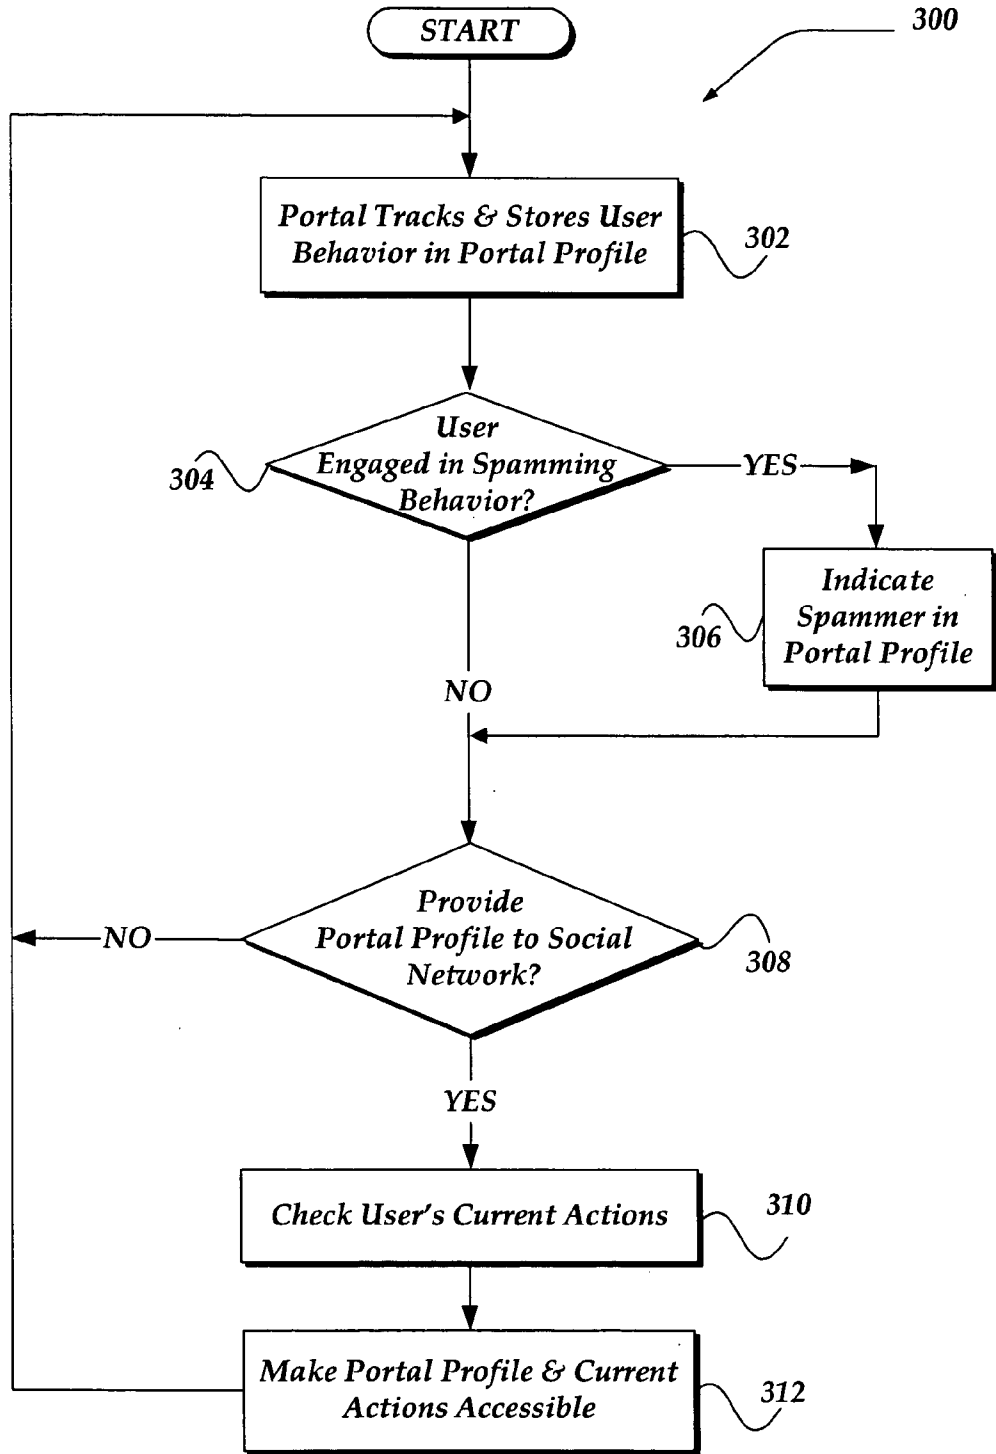 START
300
Portal Tracks & Stores User
Behavior in Portal Profile
302
User
Engaged in Spamming
Behavior?
304
YES
Indicate
Spammer in
Portal Profile
306
NO
Provide
Portal Profile to Social
Network?
308
NO
YES
Check User's Current Actions
310
Make Portal Profile & Current
Actions Accessible
312